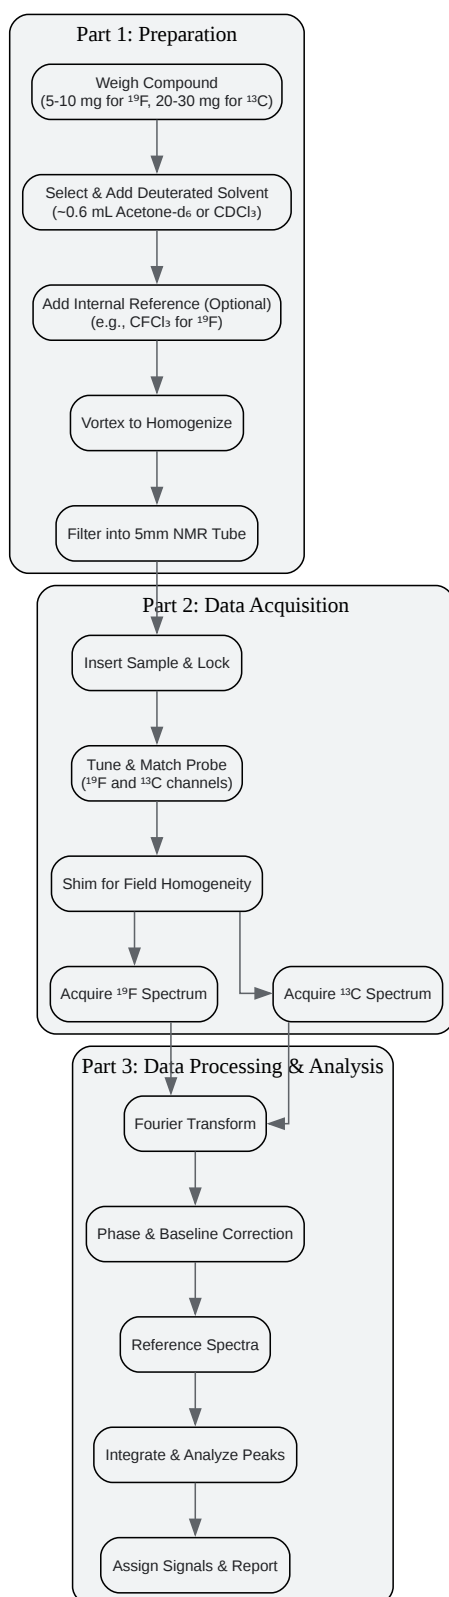 Part 1: Preparation
Weigh Compound
(5-10 mg for ¹⁹F, 20-30 mg for ¹³C)
Select & Add Deuterated Solvent
(~0.6 mL Acetone-d₆ or CDCl₃)
Add Internal Reference (Optional)
(e.g., CFCl₃ for ¹⁹F)
Vortex to Homogenize
Filter into 5mm NMR Tube
Part 2: Data Acquisition
Insert Sample & Lock
Tune & Match Probe
(¹⁹F and ¹³C channels)
Shim for Field Homogeneity
Acquire ¹⁹F Spectrum
Acquire ¹³C Spectrum
Part 3: Data Processing & Analysis
Fourier Transform
Phase & Baseline Correction
Reference Spectra
Integrate & Analyze Peaks
Assign Signals & Report